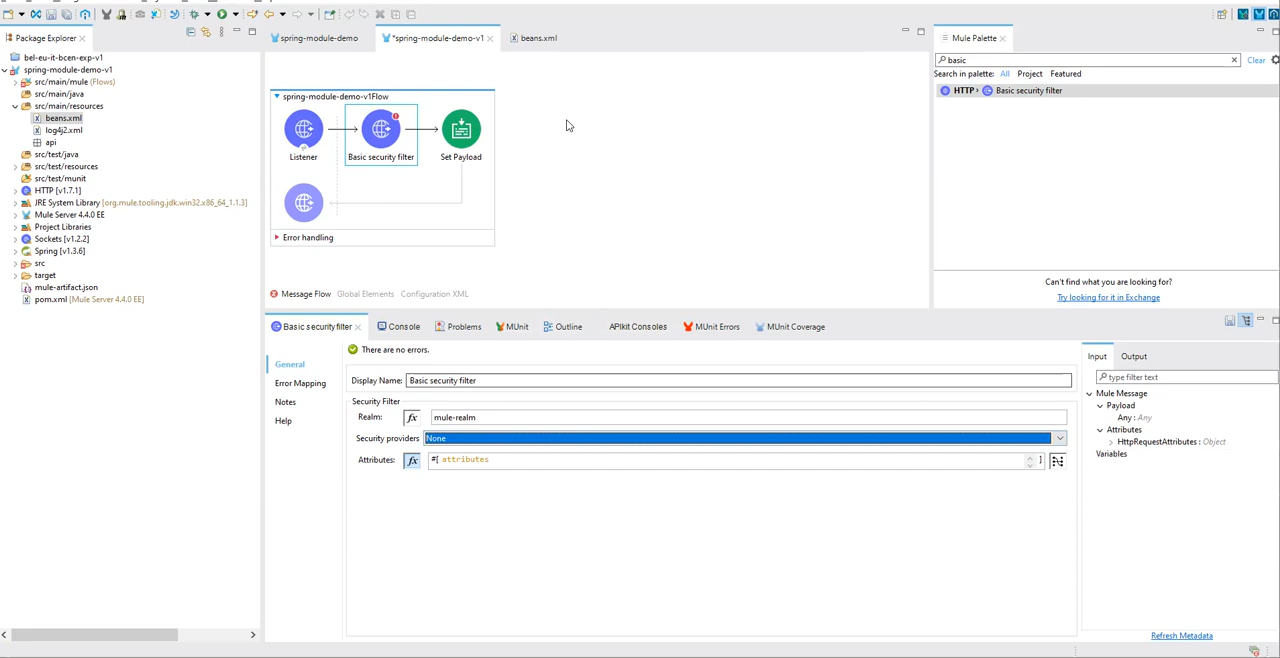 Package Explorer
bel-eu-it-bcen-exp-v1
spring-module-demo-v1
src/main/mule (Flows)
src/main/java
src/main/resources
beans.xml
log4j2.xml
api
src/test/java
src/test/resources
src/test/munit
HTTP [v1.7.1]
JRE System Library [org.mule.tooling.jdk.win32.x86_64_1.1.3]
Mule Server 4.4.0 EE
Project Libraries
Sockets [v1.2.2]
Spring [v1.3.6]
src
target
mule-artifact.json
pom.xml [Mule Server 4.4.0 EE]
spring-module-demo
*spring-module-demo-v1
beans.xml
spring-module-demo-v1Flow
Listener
Basic security filter
Set Payload
Error handling
Message Flow Global Elements Configuration XML
Mule Palette
basic
Clear
Search in palette: All Project Featured
HTTP › Basic security filter
Can't find what you are looking for?
Try looking for it in Exchange
Basic security filter Console Problems MUnit Outline APIkit Consoles MUnit Errors MUnit Coverage
There are no errors.
General
Error Mapping
Notes
Help
Display Name: Basic security filter
Security Filter
Realm: fx mule-realm
Security providers None
Attributes: fx #[ attributes ]
Input Output
type filter text
Mule Message
Payload
Any : Any
Attributes
HttpRequestAttributes : Object
Variables
Refresh Metadata